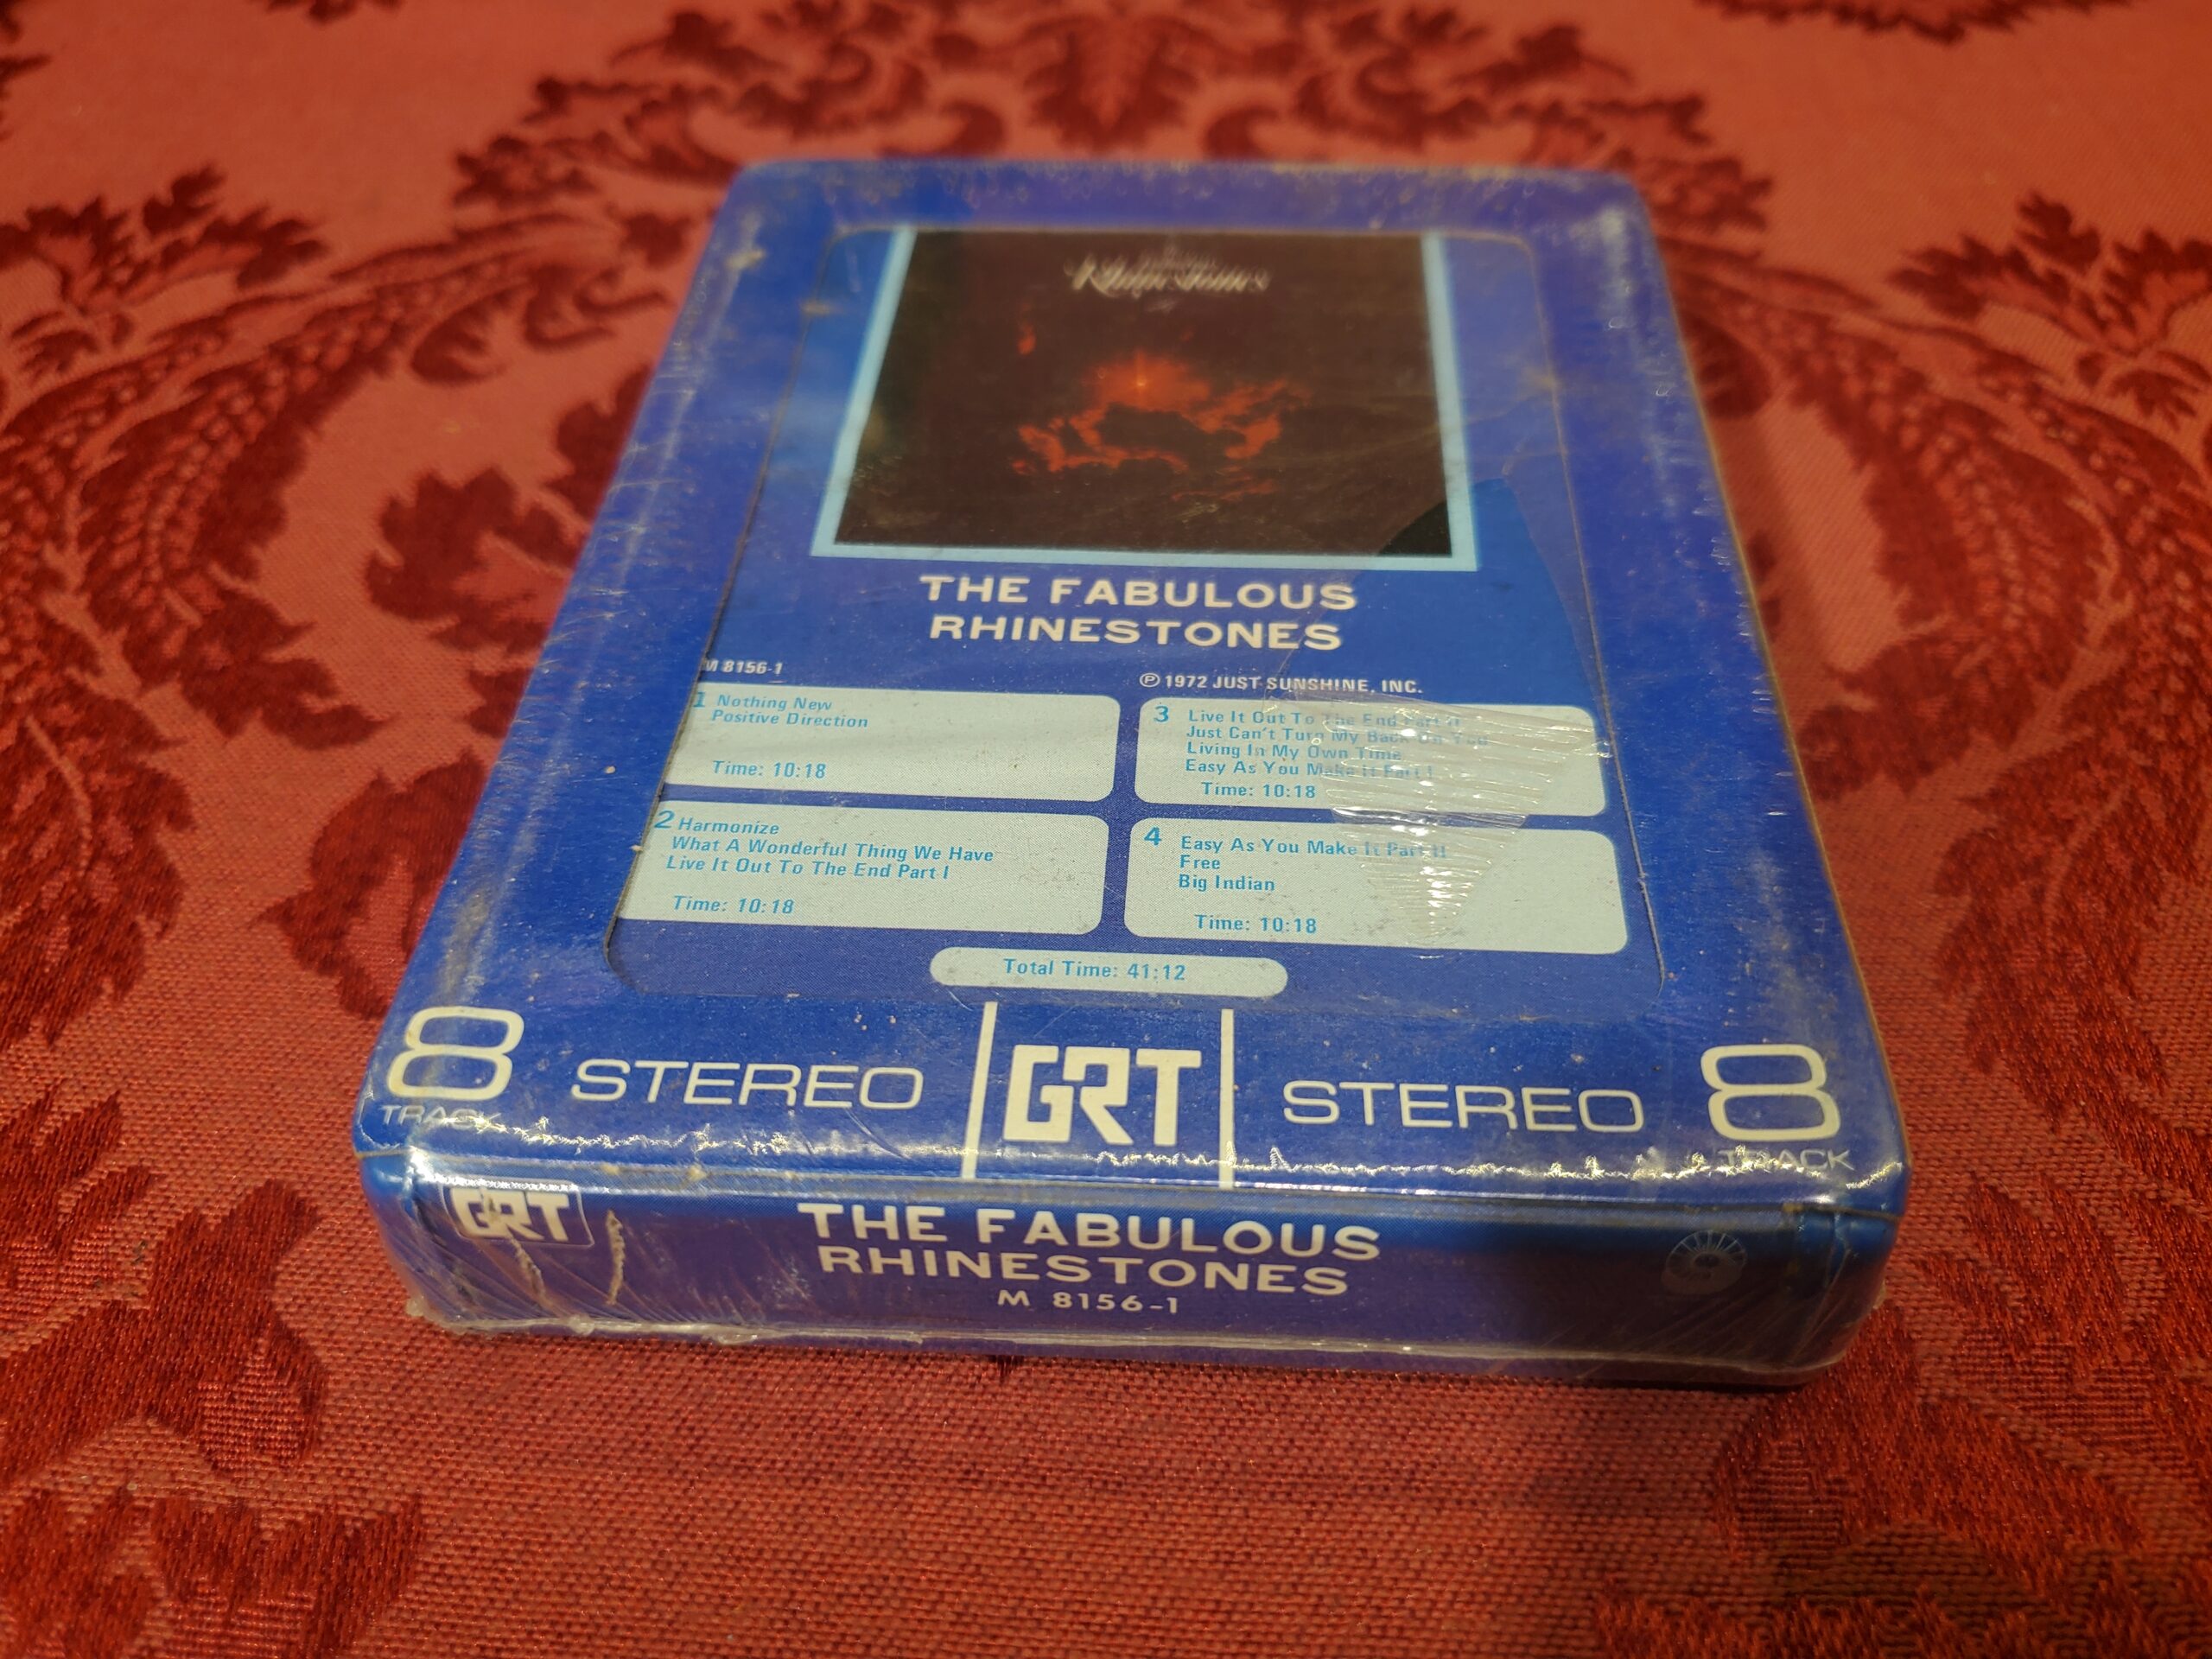 Rhinestones
THE FABULOUS
RHINESTONES
M 8156-1
℗ 1972 JUST SUNSHINE, INC.
1 Nothing New
Positive Direction
Time: 10:18
2 Harmonize
What A Wonderful Thing We Have
Live It Out To The End Part I
Time: 10:18
3 Live It Out To The End Part II
Just Can't Turn My Back On You
Living In My Own Time
Easy As You Make It Part I
Time: 10:18
4 Easy As You Make It Part II
Free
Big Indian
Time: 10:18
Total Time: 41:12
8 STEREO GRT STEREO 8
TRACK TRACK
GRT
THE FABULOUS
RHINESTONES
M 8156-1